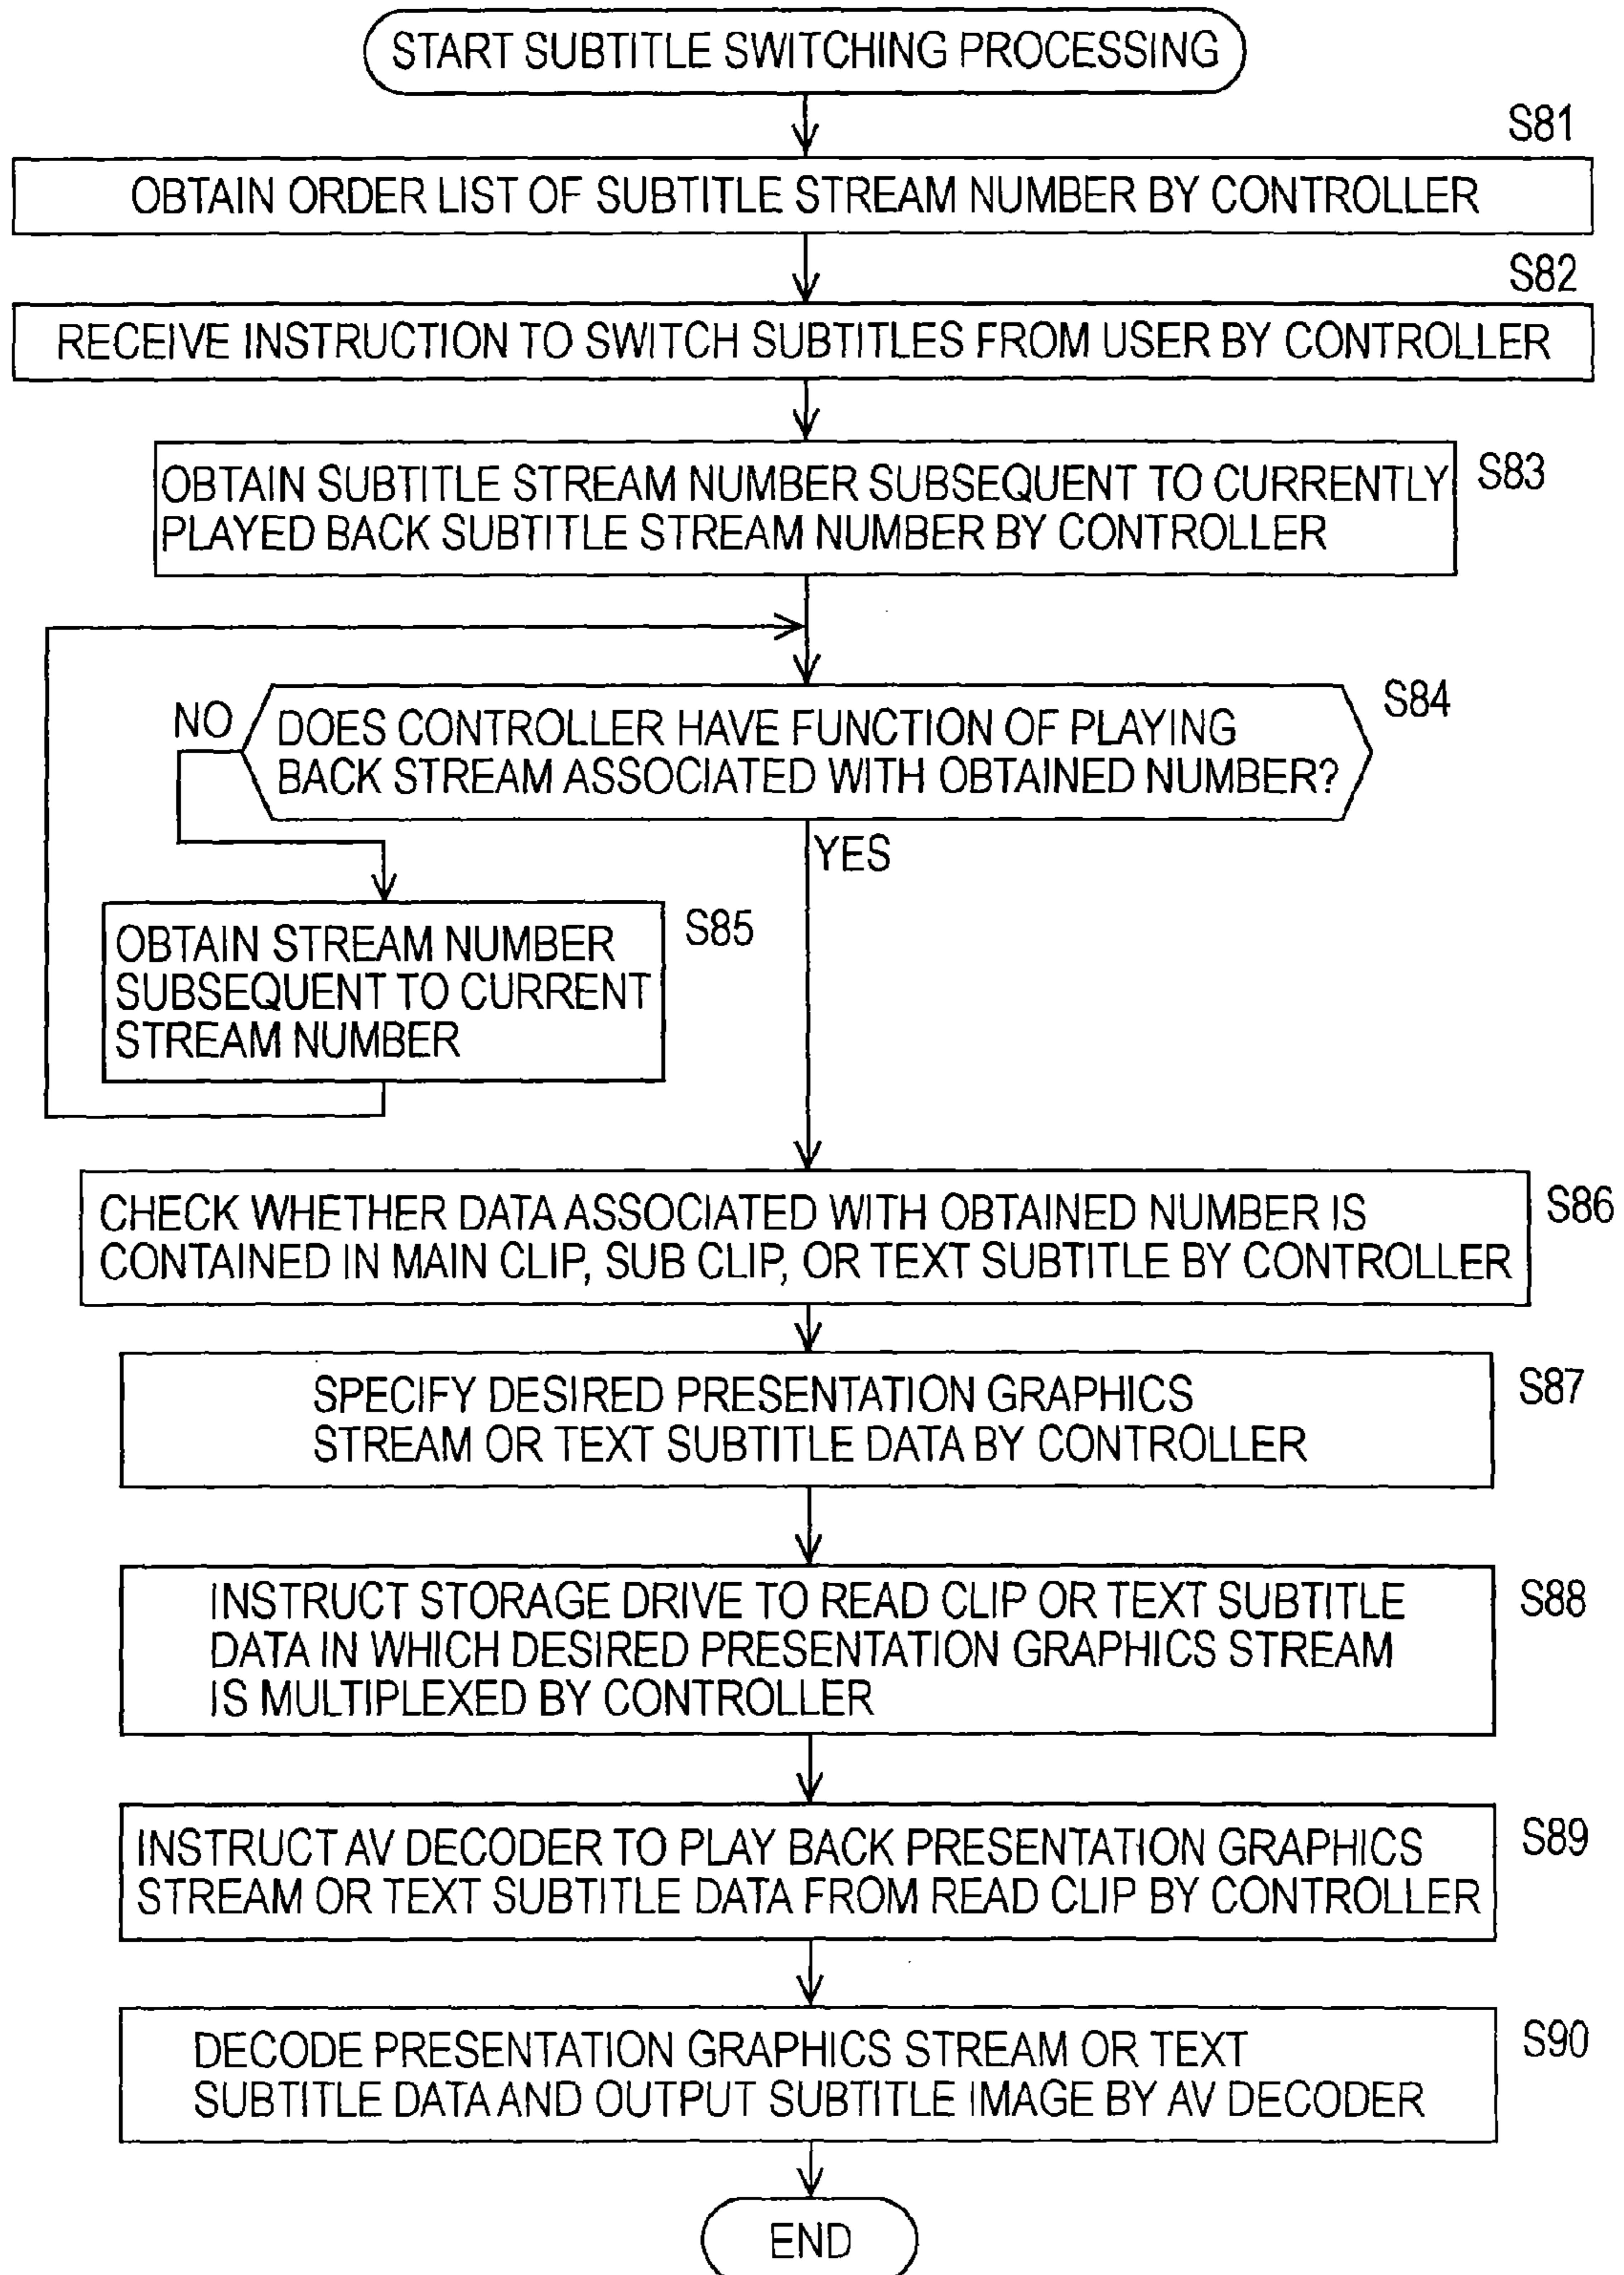 START SUBTITLE SWITCHING PROCESSING
S81
OBTAIN ORDER LIST OF SUBTITLE STREAM NUMBER BY CONTROLLER
S82
RECEIVE INSTRUCTION TO SWITCH SUBTITLES FROM USER BY CONTROLLER
S83
OBTAIN SUBTITLE STREAM NUMBER SUBSEQUENT TO CURRENTLY
PLAYED BACK SUBTITLE STREAM NUMBER BY CONTROLLER
S84
NO
DOES CONTROLLER HAVE FUNCTION OF PLAYING
BACK STREAM ASSOCIATED WITH OBTAINED NUMBER?
YES
S85
OBTAIN STREAM NUMBER
SUBSEQUENT TO CURRENT
STREAM NUMBER
S86
CHECK WHETHER DATA ASSOCIATED WITH OBTAINED NUMBER IS
CONTAINED IN MAIN CLIP, SUB CLIP, OR TEXT SUBTITLE BY CONTROLLER
S87
SPECIFY DESIRED PRESENTATION GRAPHICS
STREAM OR TEXT SUBTITLE DATA BY CONTROLLER
S88
INSTRUCT STORAGE DRIVE TO READ CLIP OR TEXT SUBTITLE
DATA IN WHICH DESIRED PRESENTATION GRAPHICS STREAM
IS MULTIPLEXED BY CONTROLLER
S89
INSTRUCT AV DECODER TO PLAY BACK PRESENTATION GRAPHICS
STREAM OR TEXT SUBTITLE DATA FROM READ CLIP BY CONTROLLER
S90
DECODE PRESENTATION GRAPHICS STREAM OR TEXT
SUBTITLE DATA AND OUTPUT SUBTITLE IMAGE BY AV DECODER
END